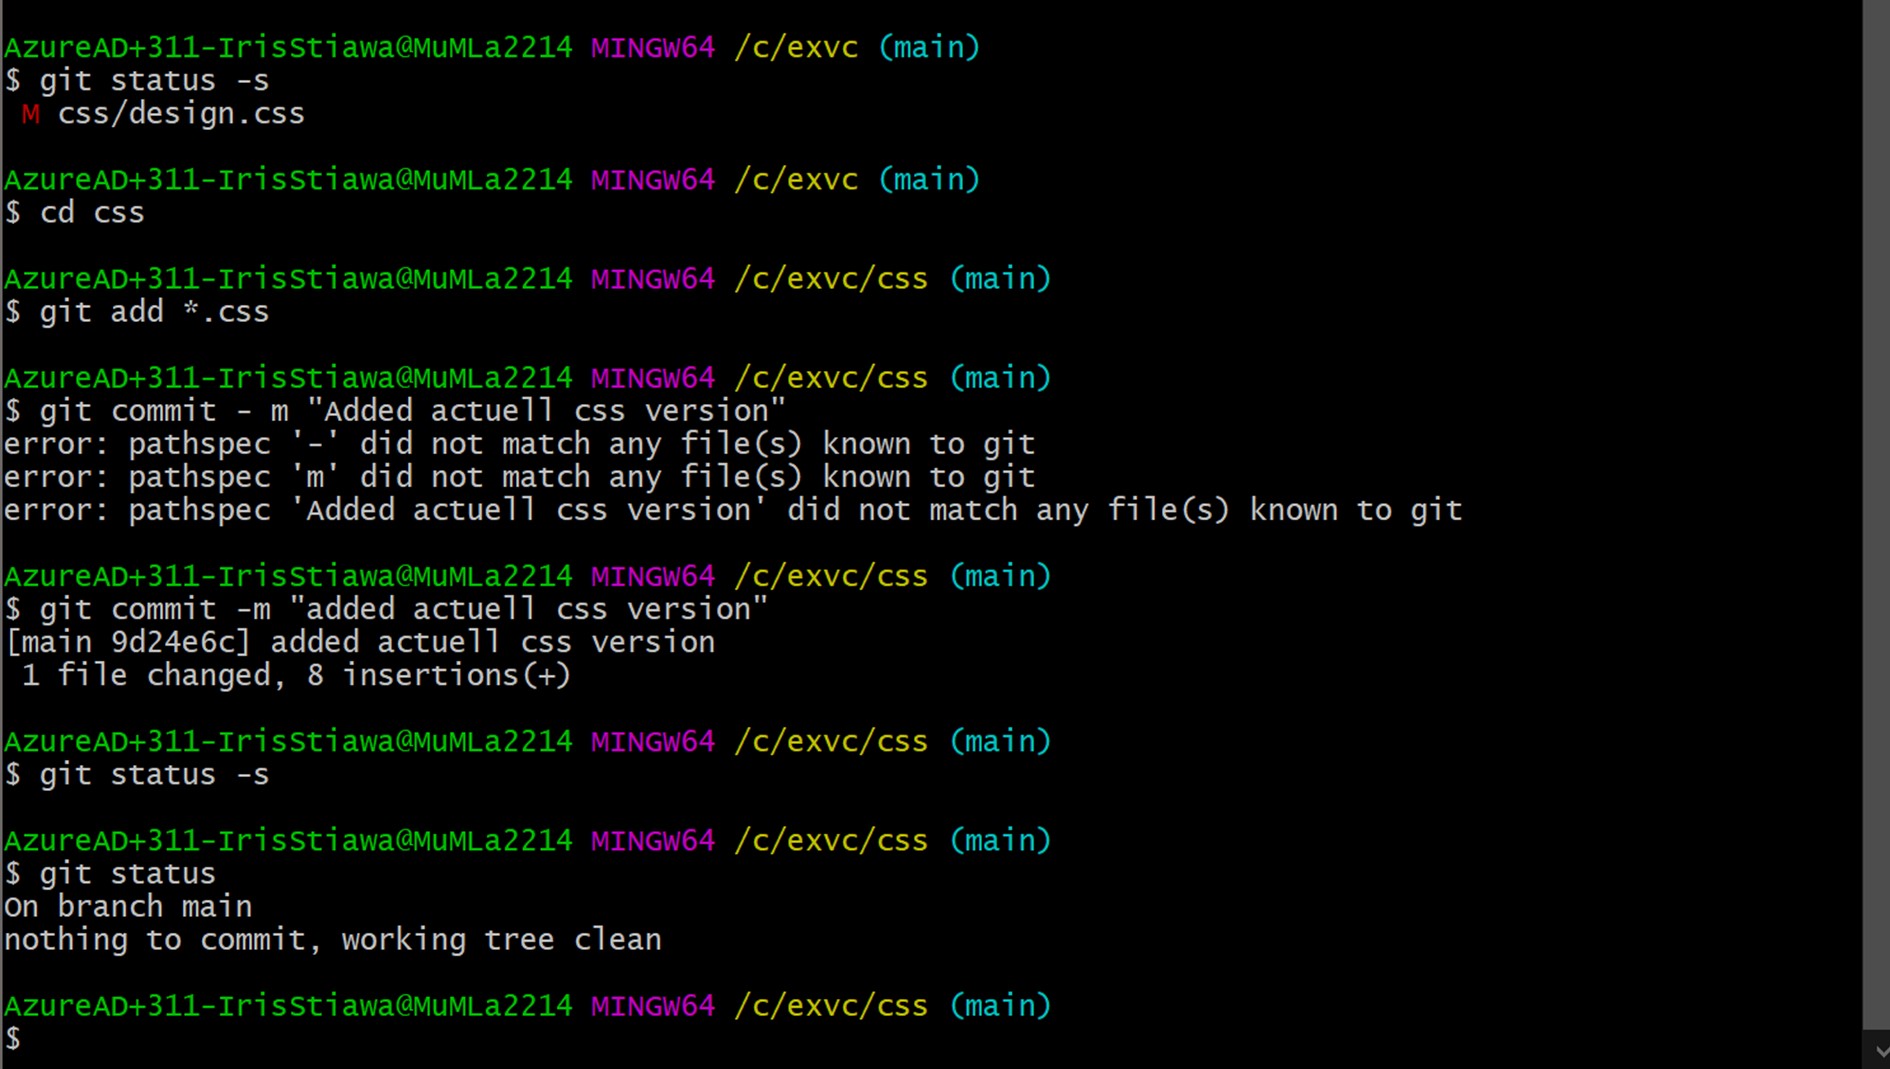 AzureAD+311-IrisStiawa@MuMLa2214 MINGW64 /c/exvc (main)
$ git status -s
 M css/design.css
AzureAD+311-IrisStiawa@MuMLa2214 MINGW64 /c/exvc (main)
$ cd css
AzureAD+311-IrisStiawa@MuMLa2214 MINGW64 /c/exvc/css (main)
$ git add *.css
AzureAD+311-IrisStiawa@MuMLa2214 MINGW64 /c/exvc/css (main)
$ git commit - m "Added actuell css version"
error: pathspec '-' did not match any file(s) known to git
error: pathspec 'm' did not match any file(s) known to git
error: pathspec 'Added actuell css version' did not match any file(s) known to git
AzureAD+311-IrisStiawa@MuMLa2214 MINGW64 /c/exvc/css (main)
$ git commit -m "added actuell css version"
[main 9d24e6c] added actuell css version
 1 file changed, 8 insertions(+)
AzureAD+311-IrisStiawa@MuMLa2214 MINGW64 /c/exvc/css (main)
$ git status -s
AzureAD+311-IrisStiawa@MuMLa2214 MINGW64 /c/exvc/css (main)
$ git status
On branch main
nothing to commit, working tree clean
AzureAD+311-IrisStiawa@MuMLa2214 MINGW64 /c/exvc/css (main)
$